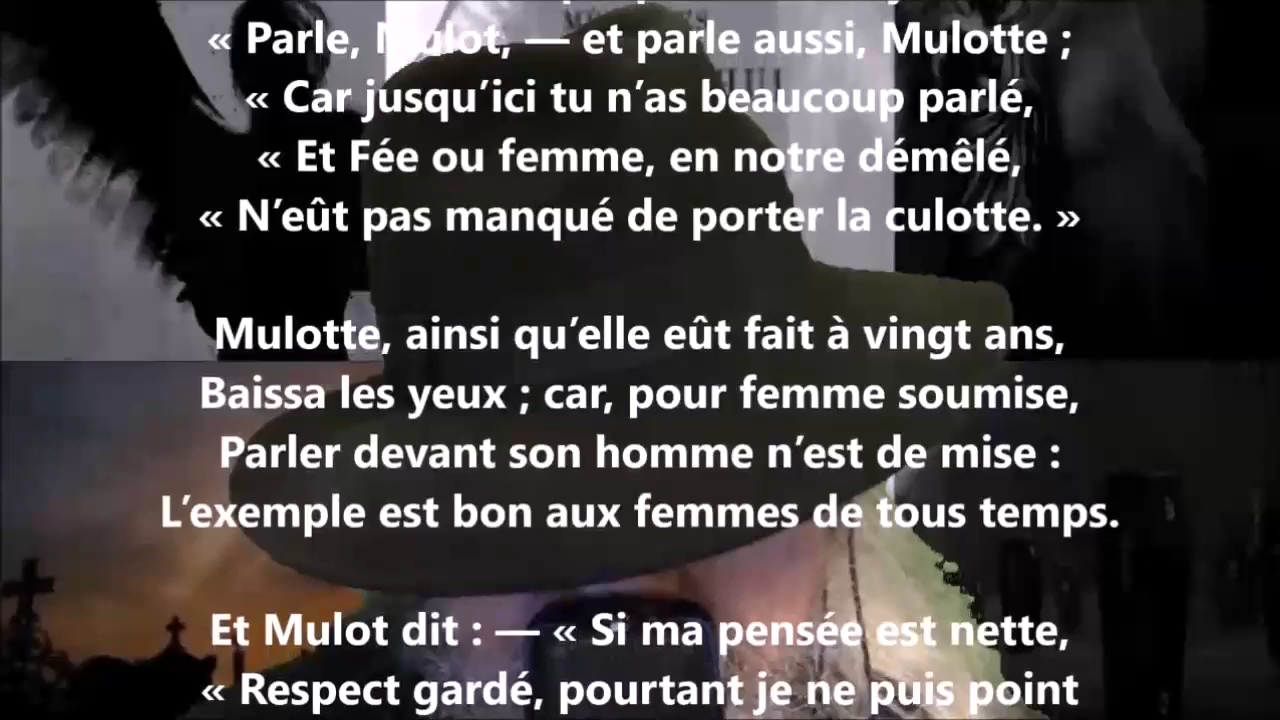 « Parle, Mulot, — et parle aussi, Mulotte ;
« Car jusqu’ici tu n’as beaucoup parlé,
« Et Fée ou femme, en notre démêlé,
« N’eût pas manqué de porter la culotte. »
Mulotte, ainsi qu’elle eût fait à vingt ans,
Baissa les yeux ; car, pour femme soumise,
Parler devant son homme n’est de mise :
L’exemple est bon aux femmes de tous temps.
Et Mulot dit : — « Si ma pensée est nette,
« Respect gardé, pourtant je ne puis point